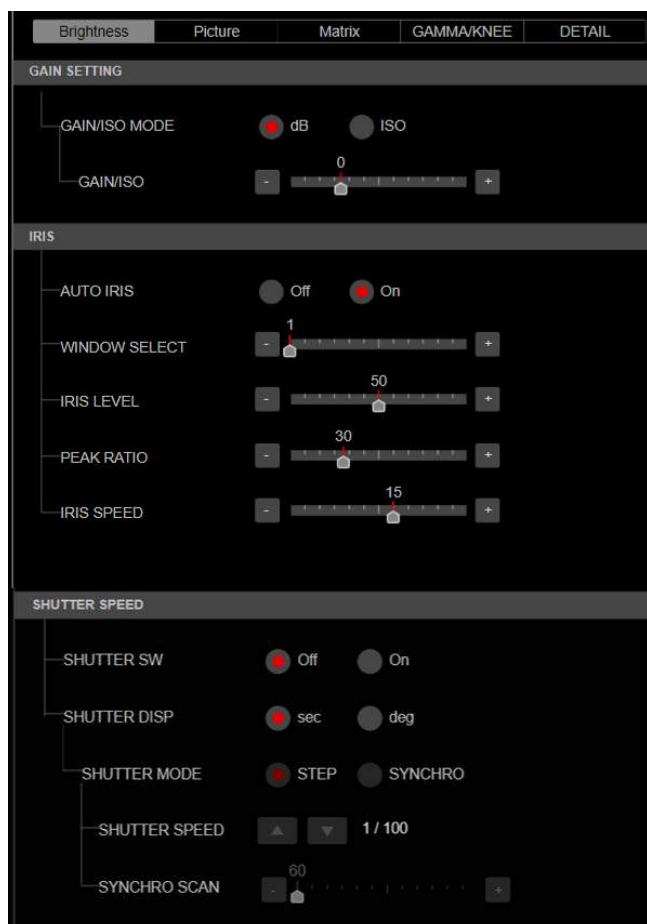 Brightness Picture Matrix GAMMA/KNEE DETAIL
GAIN SETTING
GAIN/ISO MODE dB ISO
0
GAIN/ISO - +
IRIS
AUTO IRIS Off On
1
WINDOW SELECT - +
50
IRIS LEVEL - +
30
PEAK RATIO - +
15
IRIS SPEED - +
SHUTTER SPEED
SHUTTER SW Off On
SHUTTER DISP sec deg
SHUTTER MODE STEP SYNCHRO
SHUTTER SPEED ▲ ▼ 1 / 100
60
SYNCHRO SCAN - +